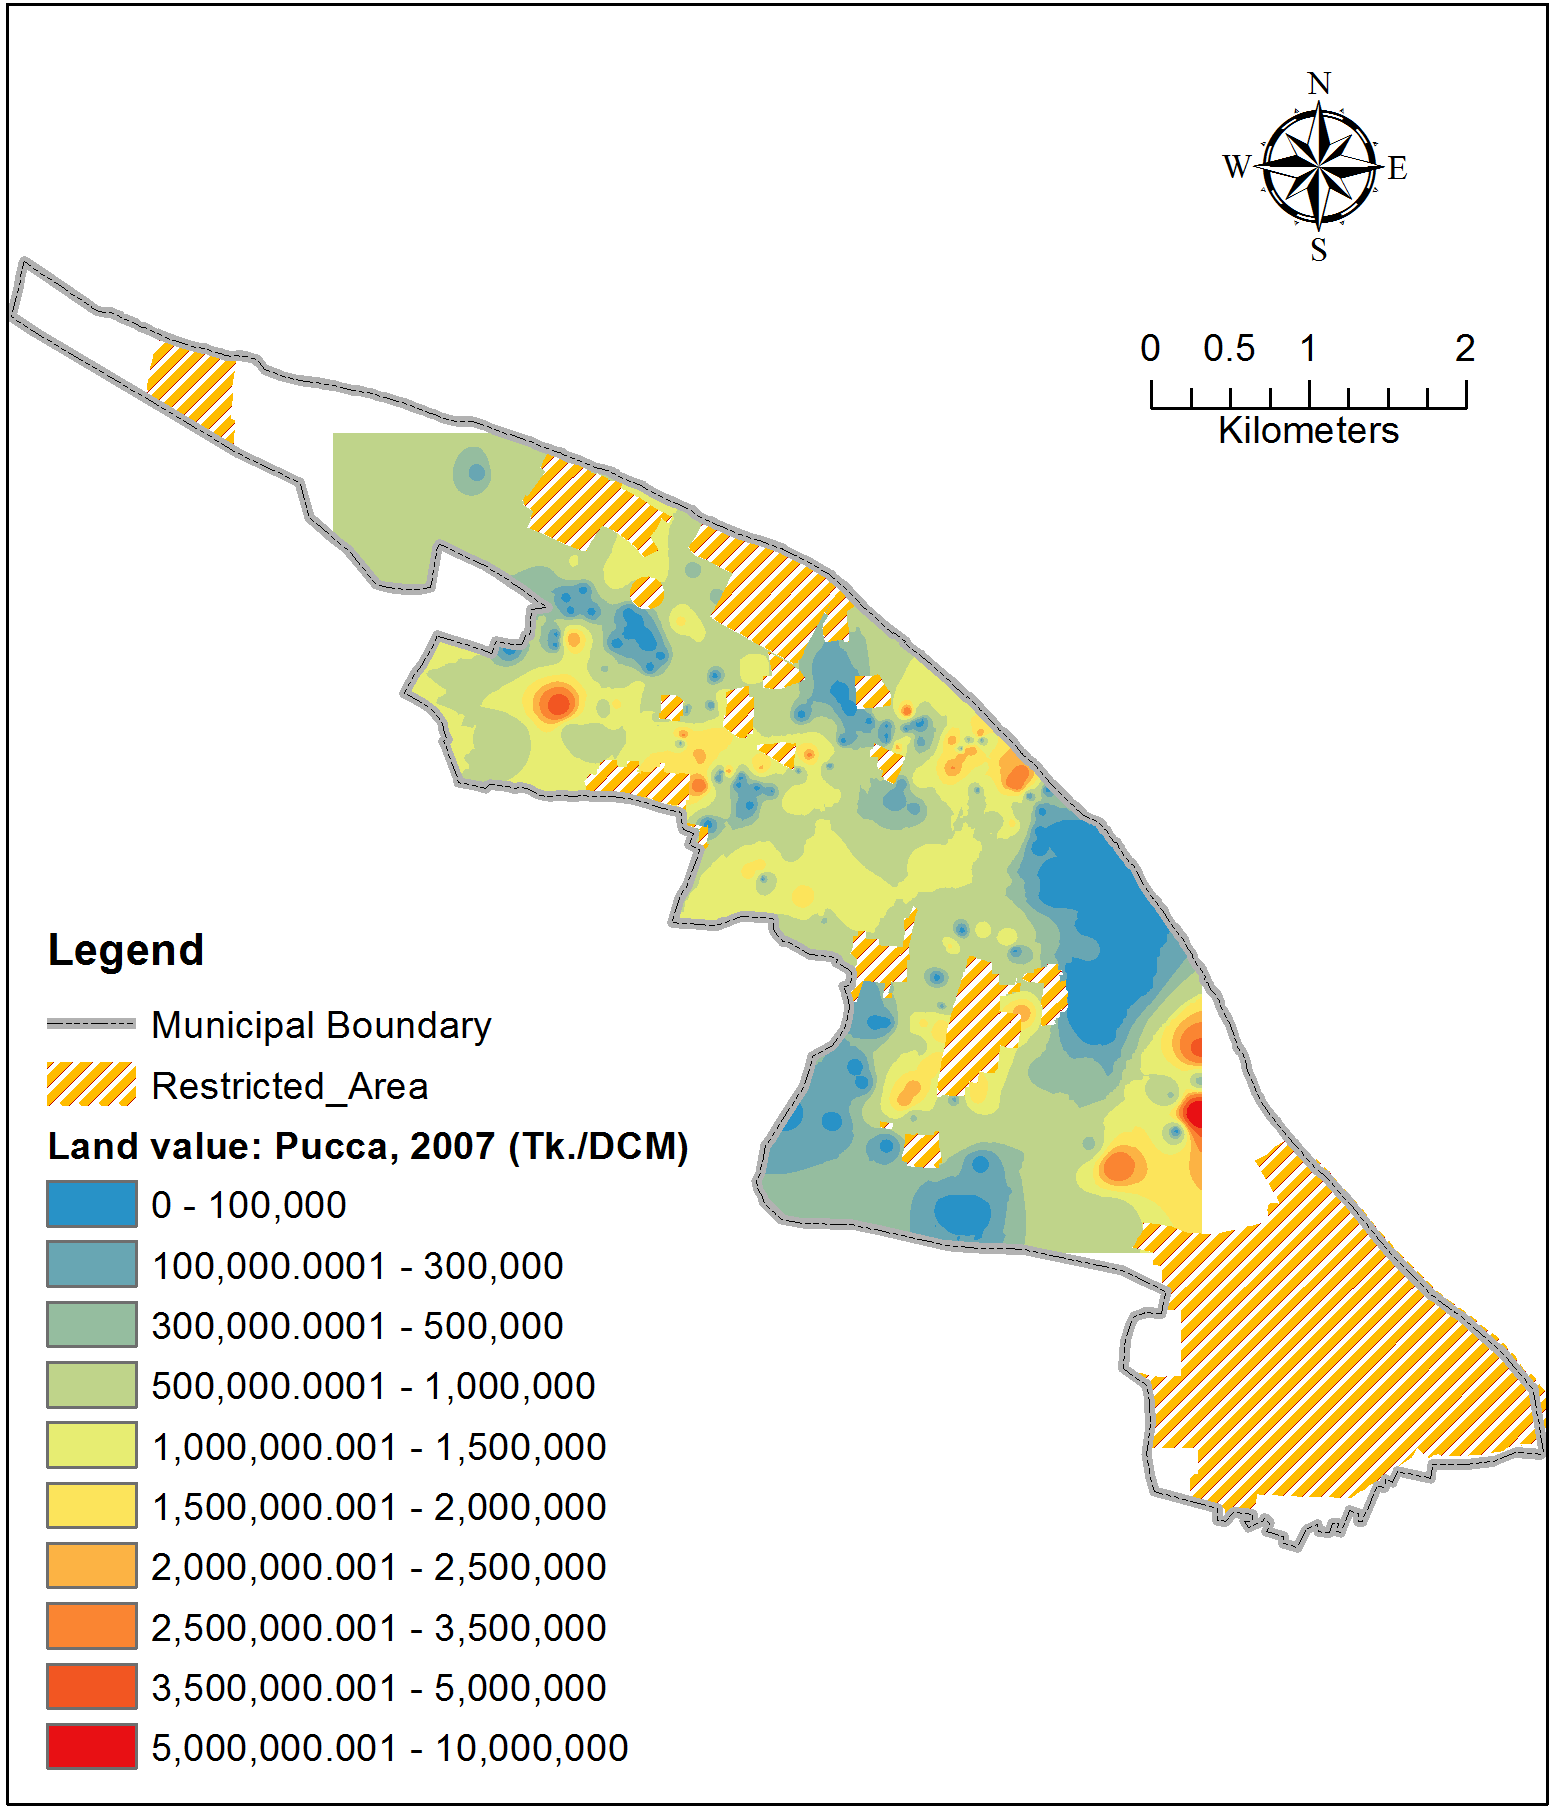 N
W E
S
0 0.5 1 2
Kilometers
Legend
Municipal Boundary
Restricted_Area
Land value: Pucca, 2007 (Tk./DCM)
0 - 100,000
100,000.0001 - 300,000
300,000.0001 - 500,000
500,000.0001 - 1,000,000
1,000,000.001 - 1,500,000
1,500,000.001 - 2,000,000
2,000,000.001 - 2,500,000
2,500,000.001 - 3,500,000
3,500,000.001 - 5,000,000
5,000,000.001 - 10,000,000